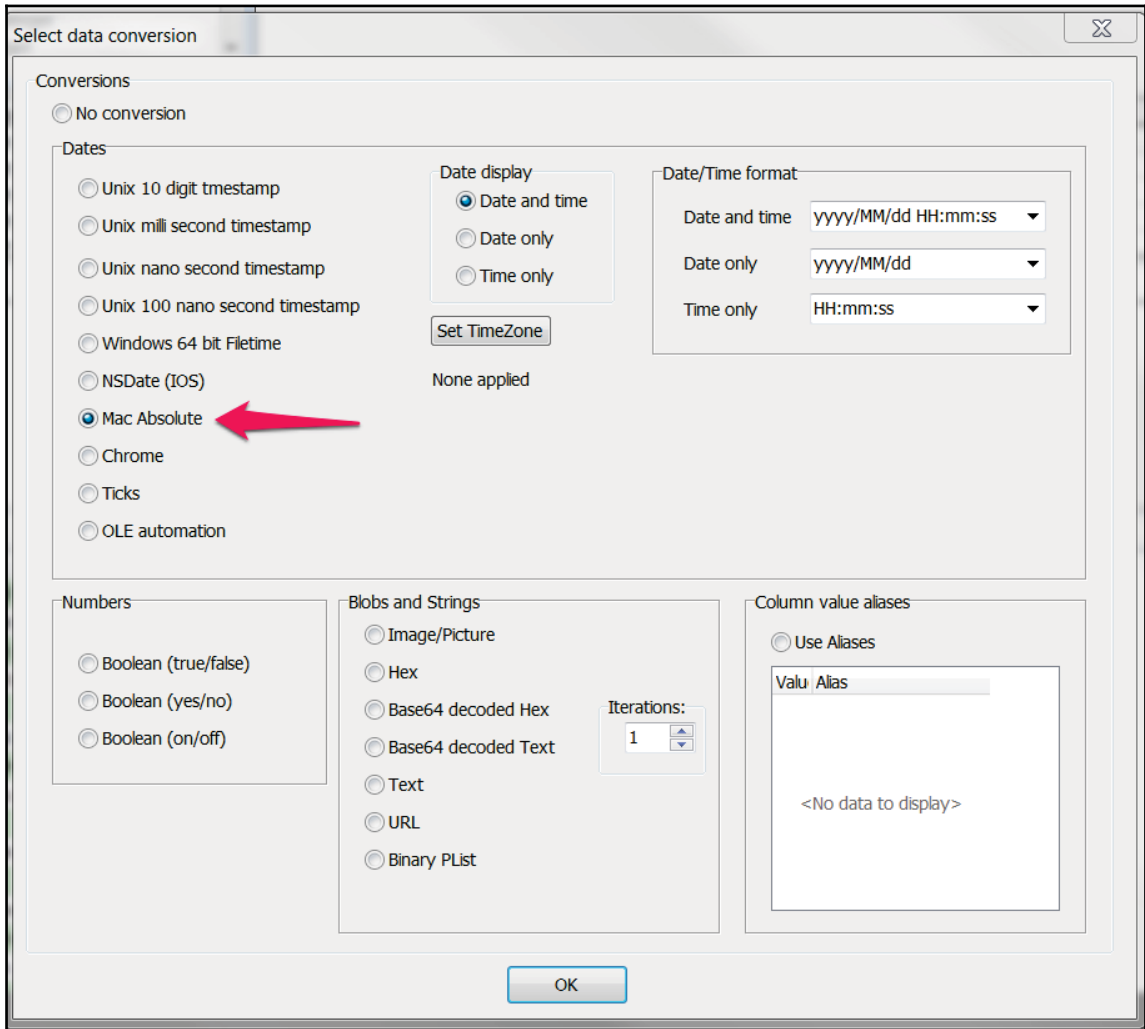 Select data conversion
Conversions
No conversion
Dates
Unix 10 digit tmestamp
Unix milli second timestamp
Unix nano second timestamp
Unix 100 nano second timestamp
Windows 64 bit Filetime
NSDate (IOS)
Mac Absolute
Chrome
Ticks
OLE automation
Date display
Date and time
Date only
Time only
Set TimeZone
None applied
Date/Time format
Date and time yyyy/MM/dd HH:mm:ss
Date only yyyy/MM/dd
Time only HH:mm:ss
Numbers
Boolean (true/false)
Boolean (yes/no)
Boolean (on/off)
Blobs and Strings
Image/Picture
Hex
Base64 decoded Hex
Base64 decoded Text
Text
URL
Binary PList
Iterations:
1
Column value aliases
Use Aliases
Valu Alias
<No data to display>
OK